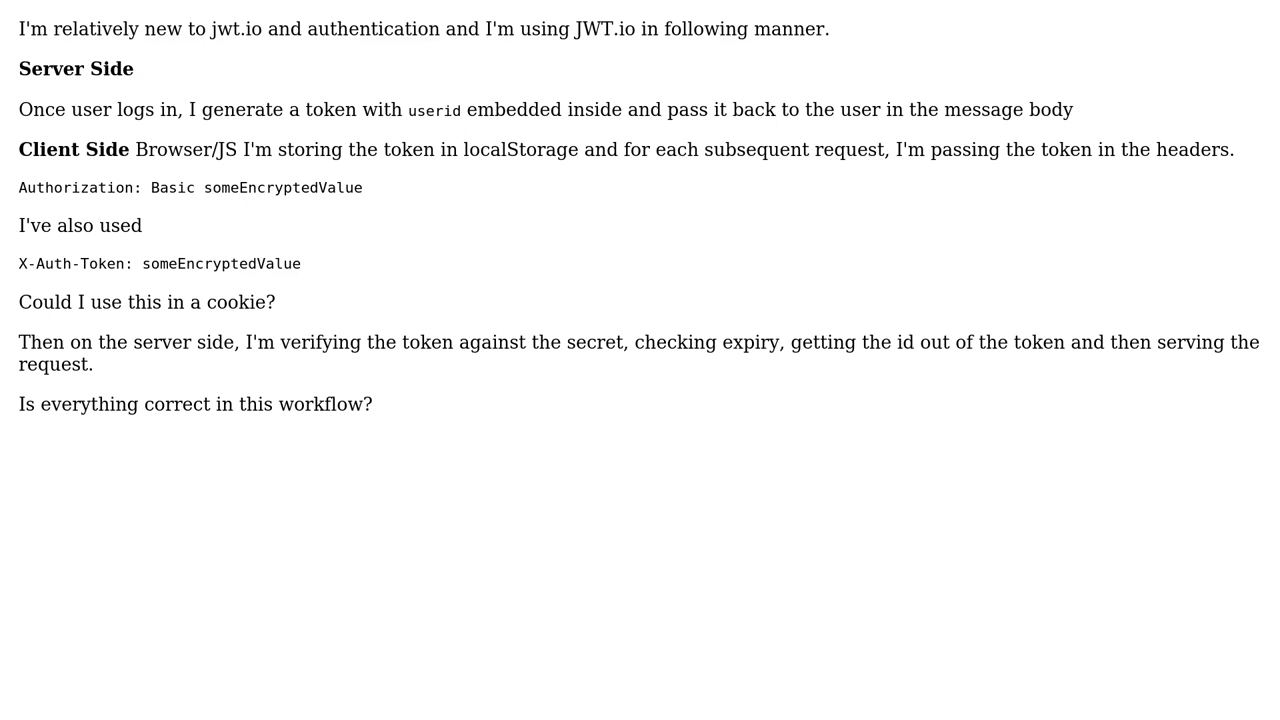 I'm relatively new to jwt.io and authentication and I'm using JWT.io in following manner.
Server Side
Once user logs in, I generate a token with userid embedded inside and pass it back to the user in the message body
Client Side Browser/JS I'm storing the token in localStorage and for each subsequent request, I'm passing the token in the headers.
Authorization: Basic someEncryptedValue
I've also used
X-Auth-Token: someEncryptedValue
Could I use this in a cookie?
Then on the server side, I'm verifying the token against the secret, checking expiry, getting the id out of the token and then serving the
request.
Is everything correct in this workflow?